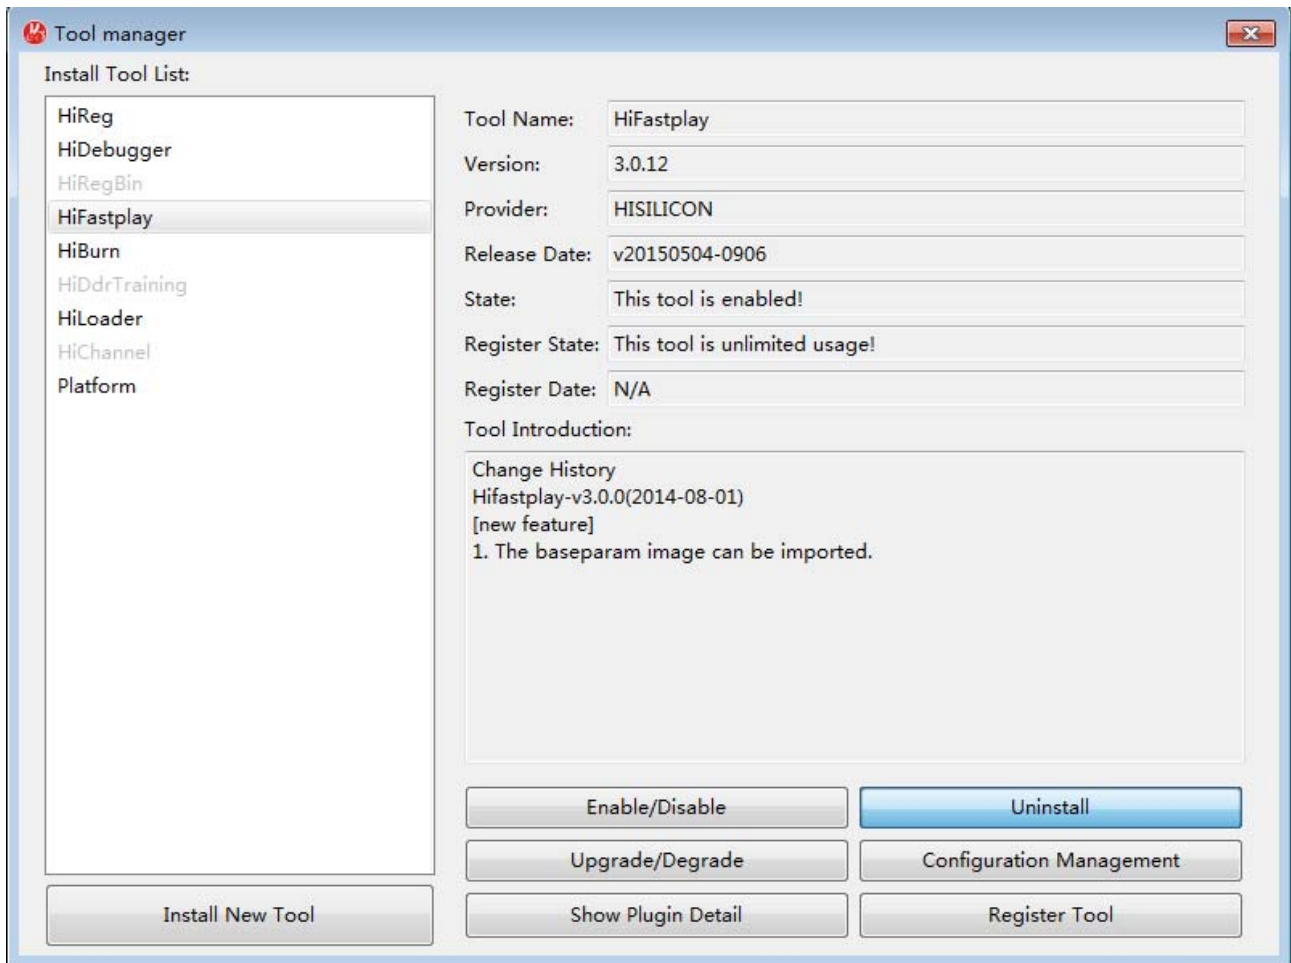 Tool manager
Install Tool List:
HiReg
HiDebugger
HiRegBin
HiFastplay
HiBurn
HiDdrTraining
HiLoader
HiChannel
Platform
Install New Tool
Tool Name: HiFastplay
Version: 3.0.12
Provider: HISILICON
Release Date: v20150504-0906
State: This tool is enabled!
Register State: This tool is unlimited usage!
Register Date: N/A
Tool Introduction:
Change History
Hifastplay-v3.0.0(2014-08-01)
[new feature]
1. The baseparam image can be imported.
Enable/Disable Uninstall
Upgrade/Degrade Configuration Management
Show Plugin Detail Register Tool